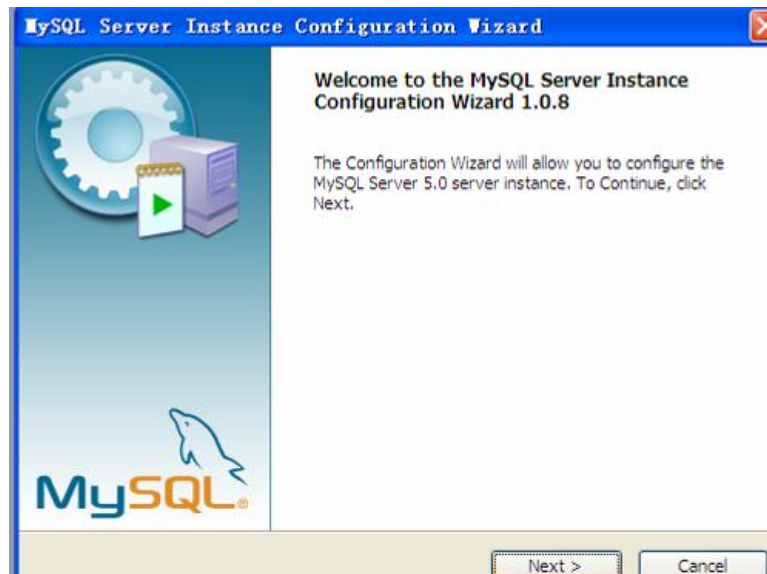 MySQL Server Instance Configuration Wizard
Welcome to the MySQL Server Instance
Configuration Wizard 1.0.8
The Configuration Wizard will allow you to configure the
MySQL Server 5.0 server instance. To Continue, click
Next.
MySQL®
Next >
Cancel